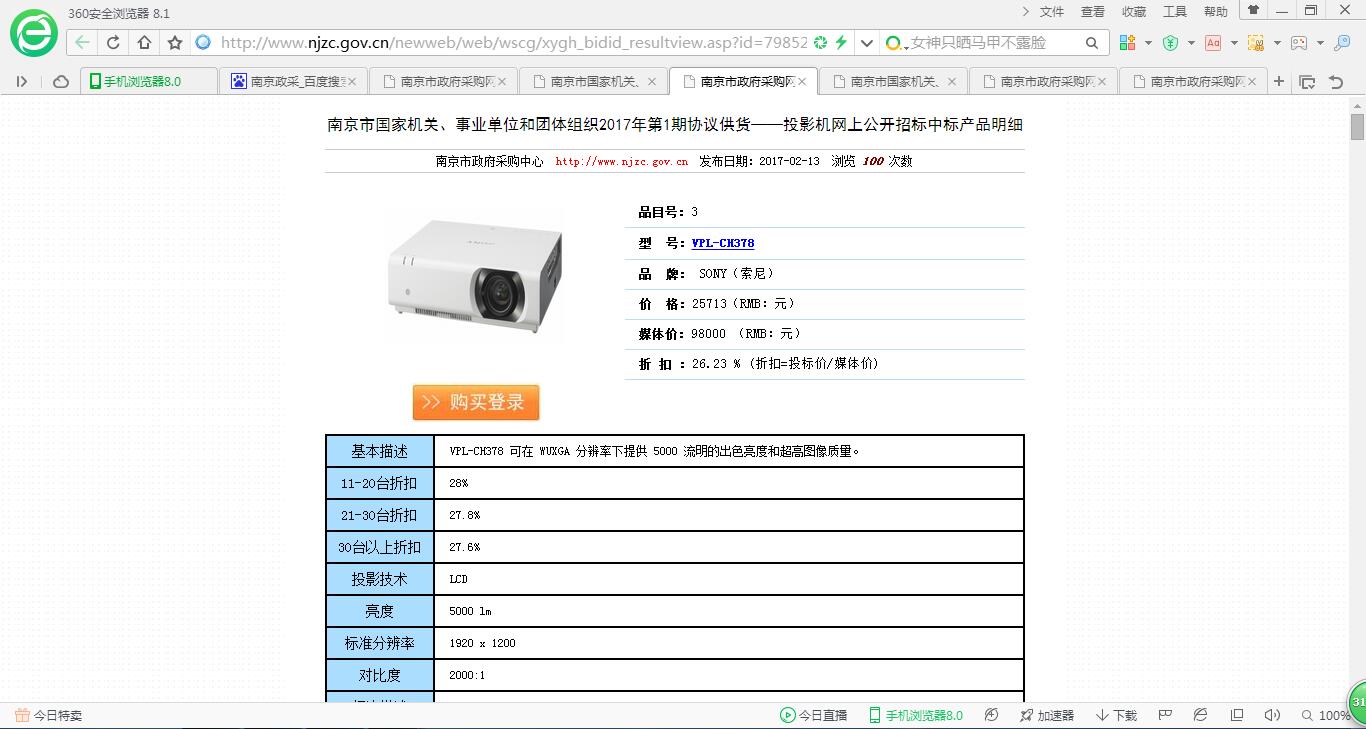 360安全浏览器 8.1
文件 查看 收藏 工具 帮助
http://www.njzc.gov.cn/newweb/web/wscg/xygh_bidid_resultview.asp?id=79852
女神只晒马甲不露脸
手机浏览器8.0
南京政采_百度搜
南京市政府采购网
南京市国家机关、
南京市政府采购网
南京市国家机关、
南京市政府采购网
南京市政府采购网
南京市国家机关、事业单位和团体组织2017年第1期协议供货——投影机网上公开招标中标产品明细
南京市政府采购中心 http://www.njzc.gov.cn 发布日期：2017-02-13 浏览 100 次数
品目号：3
型 号：VPL-CH378
品 牌： SONY（索尼）
价 格：25713（RMB：元）
媒体价：98000 （RMB：元）
折 扣 ：26.23 % (折扣=投标价/媒体价)
>> 购买登录
基本描述 VPL-CH378 可在 WUXGA 分辨率下提供 5000 流明的出色亮度和超高图像质量。
11-20台折扣 28%
21-30台折扣 27.8%
30台以上折扣 27.6%
投影技术 LCD
亮度 5000 lm
标准分辨率 1920 x 1200
对比度 2000:1
今日特卖
今日直播 手机浏览器8.0 加速器 下载 100%
31